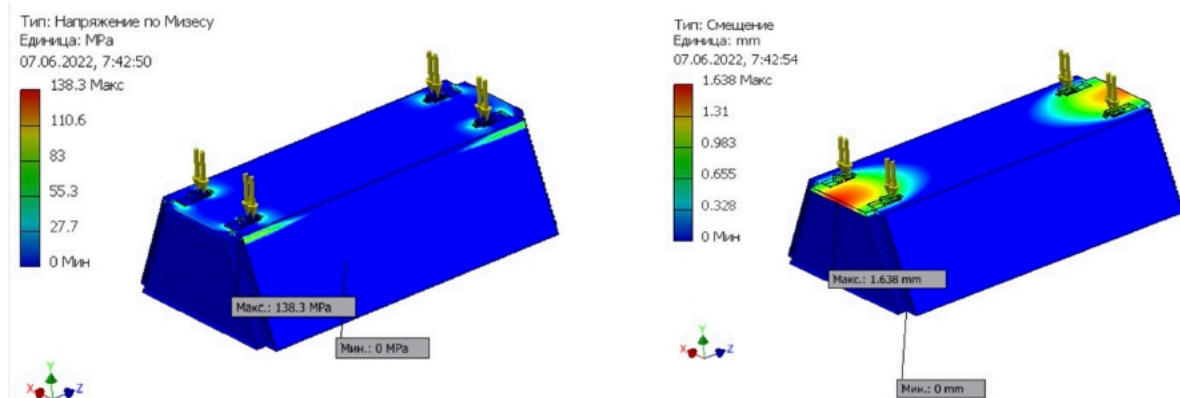 Тип: Напряжение по Мизесу
Единица: MPa
07.06.2022, 7:42:50
138.3 Макс
110.6
83
55.3
27.7
0 Мин
Макс.: 138.3 MPa
Мин.: 0 MPa
Y
X
Z
Тип: Смещение
Единица: mm
07.06.2022, 7:42:54
1.638 Макс
1.31
0.983
0.655
0.328
0 Мин
Макс.: 1.638 mm
Мин.: 0 mm
Y
X
Z